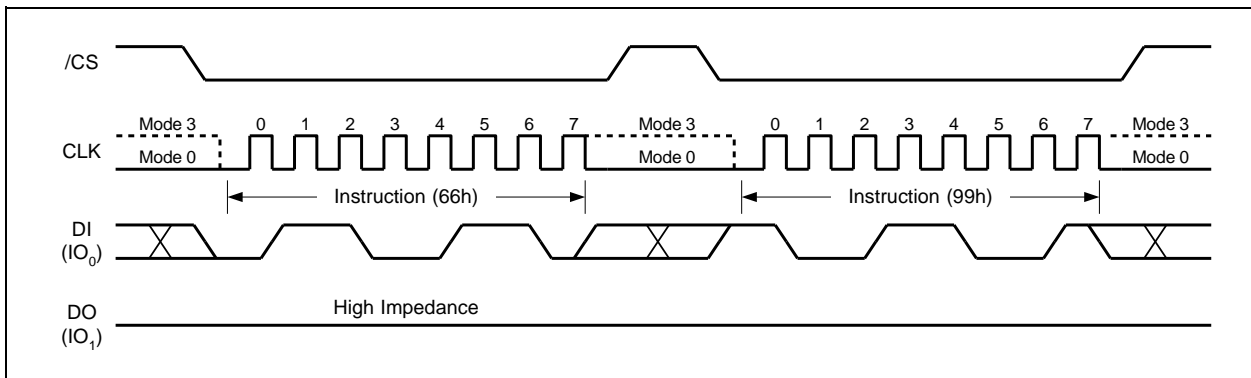 /CS
Mode 3 0 1 2 3 4 5 6 7 Mode 3 0 1 2 3 4 5 6 7 Mode 3
CLK
Mode 0 Mode 0 Mode 0
Instruction (66h) Instruction (99h)
DI
(IO0)
High Impedance
DO
(IO1)